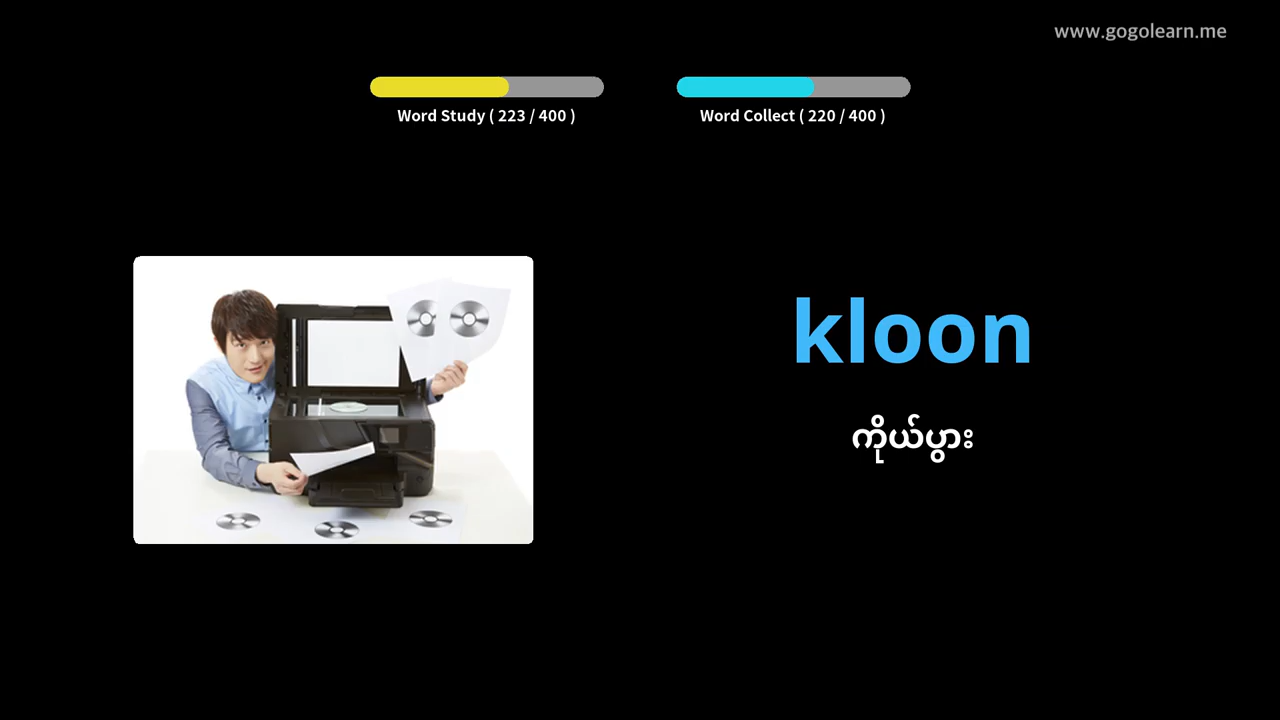 www.gogolearn.me
Word Study ( 223 / 400 )
Word Collect ( 220 / 400 )
kloon
ကိုယ်ပွား